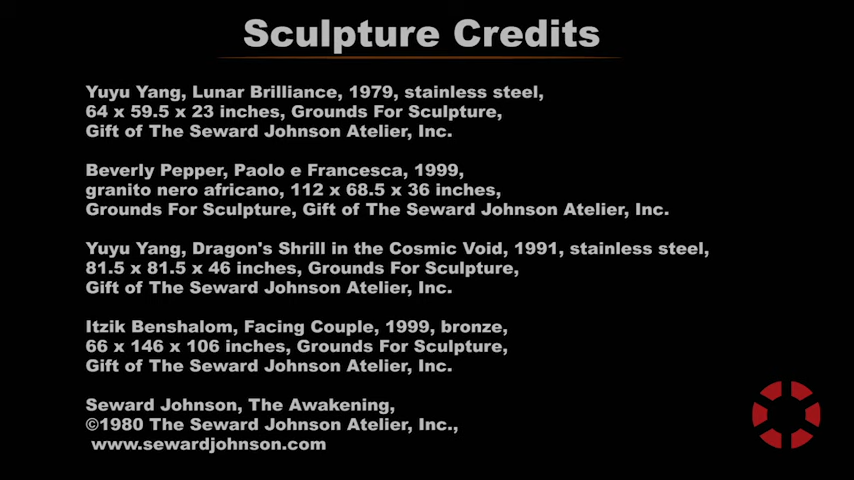 Sculpture Credits
Yuyu Yang, Lunar Brilliance, 1979, stainless steel,
64 x 59.5 x 23 inches, Grounds For Sculpture,
Gift of The Seward Johnson Atelier, Inc.
Beverly Pepper, Paolo e Francesca, 1999,
granito nero africano, 112 x 68.5 x 36 inches,
Grounds For Sculpture, Gift of The Seward Johnson Atelier, Inc.
Yuyu Yang, Dragon's Shrill in the Cosmic Void, 1991, stainless steel,
81.5 x 81.5 x 46 inches, Grounds For Sculpture,
Gift of The Seward Johnson Atelier, Inc.
Itzik Benshalom, Facing Couple, 1999, bronze,
66 x 146 x 106 inches, Grounds For Sculpture,
Gift of The Seward Johnson Atelier, Inc.
Seward Johnson, The Awakening,
©1980 The Seward Johnson Atelier, Inc.,
www.sewardjohnson.com